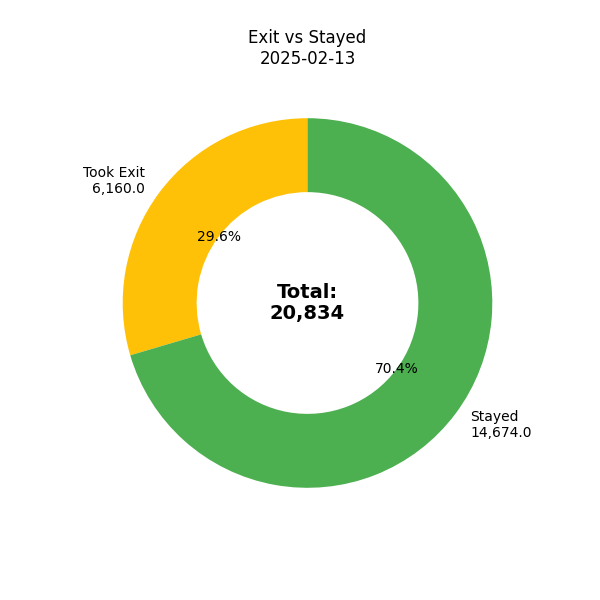 Exit vs Stayed
2025-02-13
Took Exit
6,160.0
29.6%
Total:
20,834
70.4%
Stayed
14,674.0